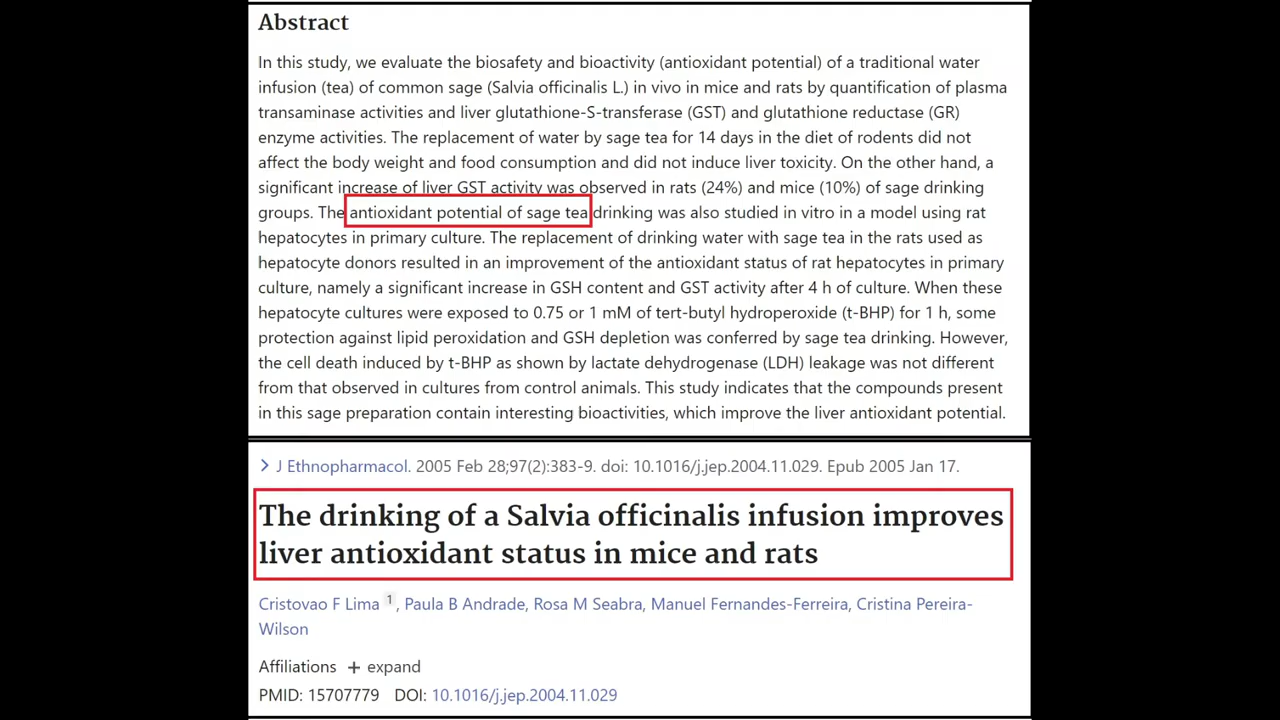 Abstract
In this study, we evaluate the biosafety and bioactivity (antioxidant potential) of a traditional water
infusion (tea) of common sage (Salvia officinalis L.) in vivo in mice and rats by quantification of plasma
transaminase activities and liver glutathione-S-transferase (GST) and glutathione reductase (GR)
enzyme activities. The replacement of water by sage tea for 14 days in the diet of rodents did not
affect the body weight and food consumption and did not induce liver toxicity. On the other hand, a
significant increase of liver GST activity was observed in rats (24%) and mice (10%) of sage drinking
groups. The antioxidant potential of sage tea drinking was also studied in vitro in a model using rat
hepatocytes in primary culture. The replacement of drinking water with sage tea in the rats used as
hepatocyte donors resulted in an improvement of the antioxidant status of rat hepatocytes in primary
culture, namely a significant increase in GSH content and GST activity after 4 h of culture. When these
hepatocyte cultures were exposed to 0.75 or 1 mM of tert-butyl hydroperoxide (t-BHP) for 1 h, some
protection against lipid peroxidation and GSH depletion was conferred by sage tea drinking. However,
the cell death induced by t-BHP as shown by lactate dehydrogenase (LDH) leakage was not different
from that observed in cultures from control animals. This study indicates that the compounds present
in this sage preparation contain interesting bioactivities, which improve the liver antioxidant potential.
> J Ethnopharmacol. 2005 Feb 28;97(2):383-9. doi: 10.1016/j.jep.2004.11.029. Epub 2005 Jan 17.
The drinking of a Salvia officinalis infusion improves
liver antioxidant status in mice and rats
Cristovao F Lima 1, Paula B Andrade, Rosa M Seabra, Manuel Fernandes-Ferreira, Cristina Pereira-
Wilson
Affiliations + expand
PMID: 15707779 DOI: 10.1016/j.jep.2004.11.029